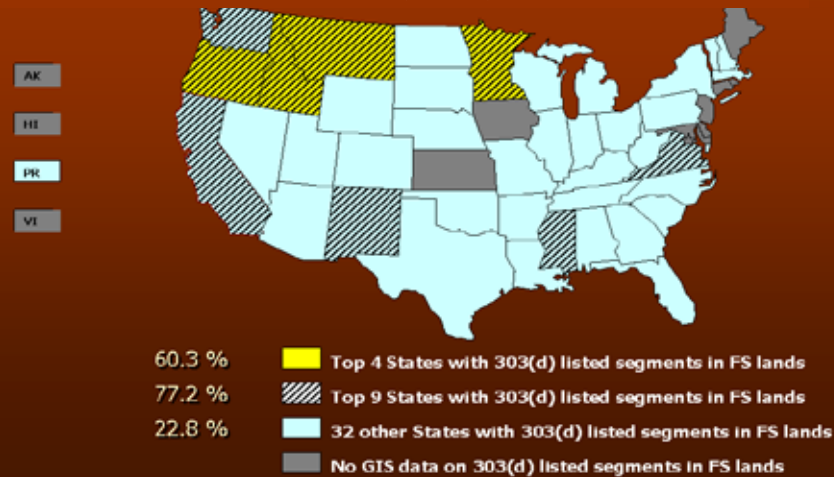 AK
HI
PR
VI
60.3 % Top 4 States with 303(d) listed segments in FS lands
77.2 % Top 9 States with 303(d) listed segments in FS lands
22.8 % 32 other States with 303(d) listed segments in FS lands
No GIS data on 303(d) listed segments in FS lands